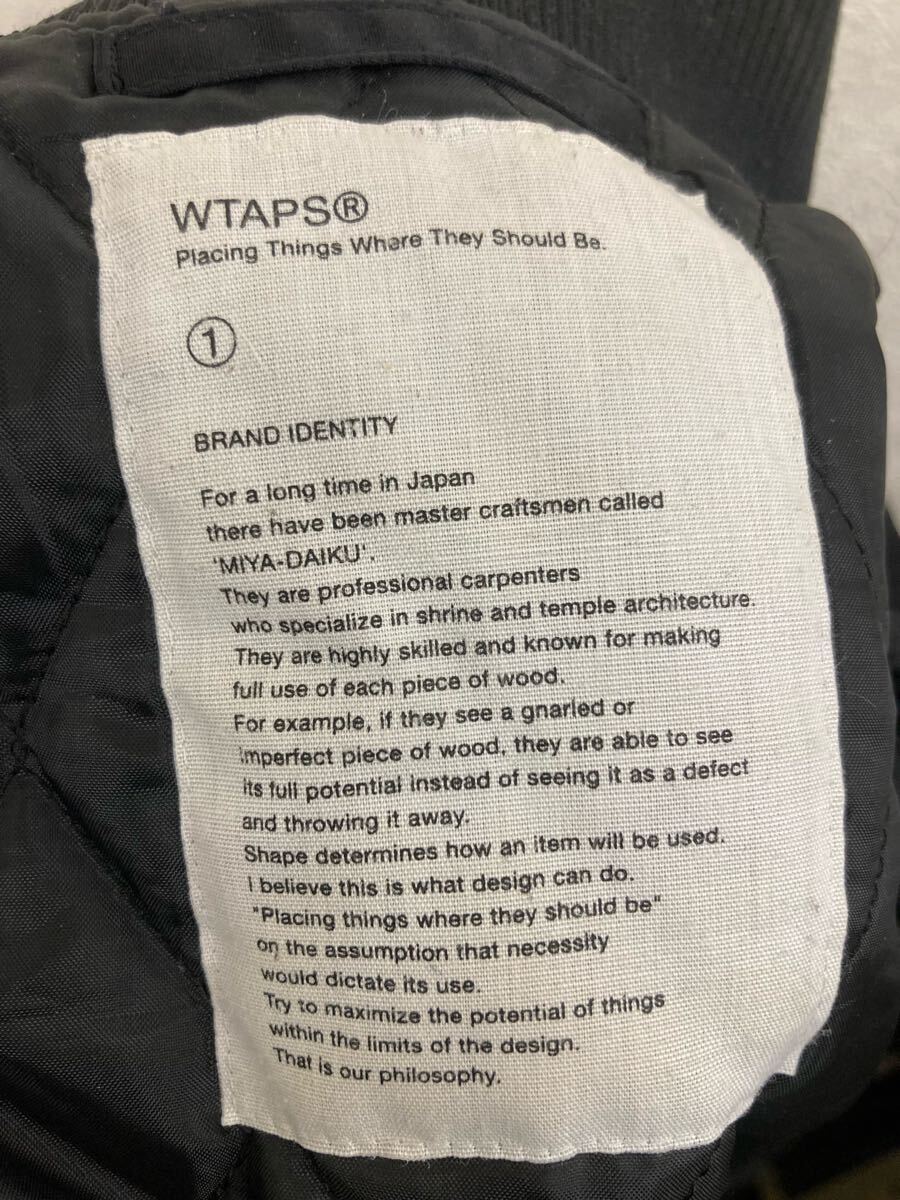 WTAPS®
Placing Things Where They Should Be.
①
BRAND IDENTITY
For a long time in Japan
there have been master craftsmen called
'MIYA-DAIKU'.
They are professional carpenters
who specialize in shrine and temple architecture.
They are highly skilled and known for making
full use of each piece of wood.
For example, if they see a gnarled or
imperfect piece of wood, they are able to see
its full potential instead of seeing it as a defect
and throwing it away.
Shape determines how an item will be used.
I believe this is what design can do.
"Placing things where they should be"
on the assumption that necessity
would dictate its use.
Try to maximize the potential of things
within the limits of the design.
That is our philosophy.